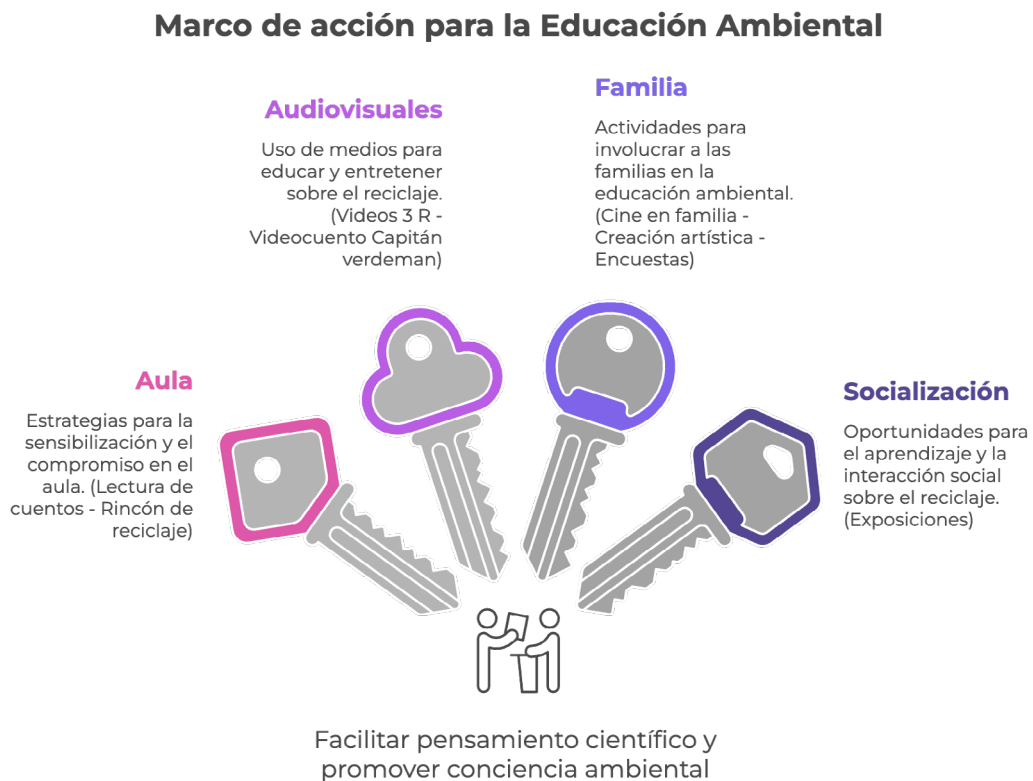 Marco de acción para la Educación Ambiental
Audiovisuales
Uso de medios para
educar y entretener
sobre el reciclaje.
(Videos 3 R -
Videocuento Capitán
verdeman)
Familia
Actividades para
involucrar a las
familias en la
educación ambiental.
(Cine en familia -
Creación artística -
Encuestas)
Aula
Estrategias para la
sensibilización y el
compromiso en el
aula. (Lectura de
cuentos - Rincón de
reciclaje)
Socialización
Oportunidades para
el aprendizaje y la
interacción social
sobre el reciclaje.
(Exposiciones)
Facilitar pensamiento científico y
promover conciencia ambiental